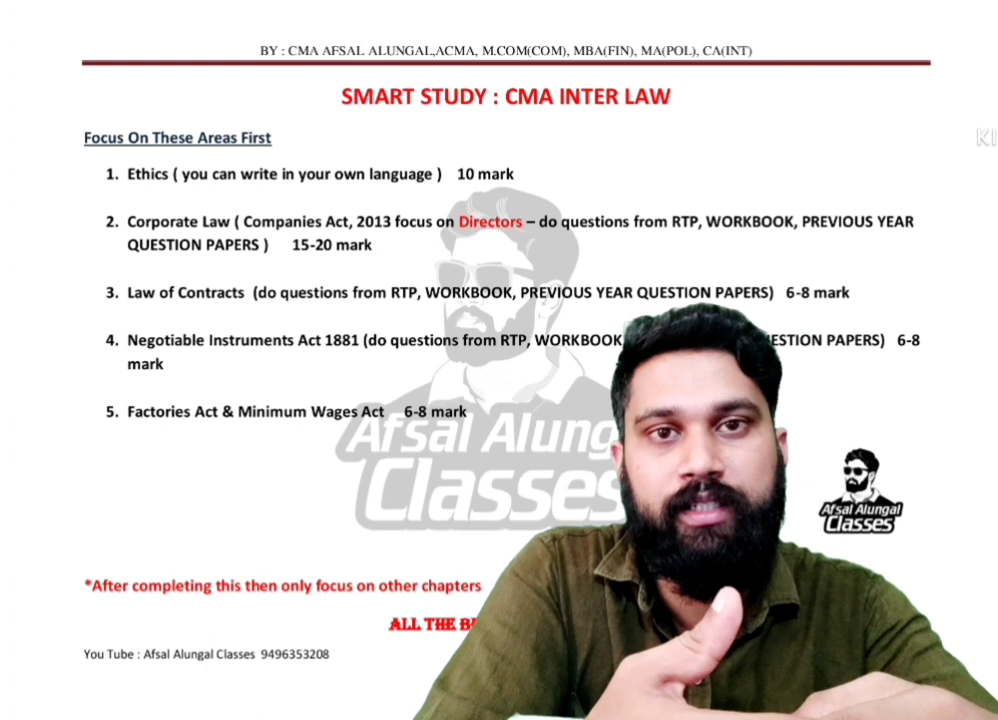 BY : CMA AFSAL ALUNGAL,ACMA, M.COM(COM), MBA(FIN), MA(POL), CA(INT)
SMART STUDY : CMA INTER LAW
KI
Focus On These Areas First
1. Ethics ( you can write in your own language ) 10 mark
2. Corporate Law ( Companies Act, 2013 focus on Directors – do questions from RTP, WORKBOOK, PREVIOUS YEAR
QUESTION PAPERS ) 15-20 mark
3. Law of Contracts (do questions from RTP, WORKBOOK, PREVIOUS YEAR QUESTION PAPERS) 6-8 mark
4. Negotiable Instruments Act 1881 (do questions from RTP, WORKBOOK ESTION PAPERS) 6-8
mark
5. Factories Act & Minimum Wages Act 6-8 mark
Afsal Alung
Classes
Afsal Alungal
Classes
*After completing this then only focus on other chapters
ALL THE
You Tube : Afsal Alungal Classes 9496353208